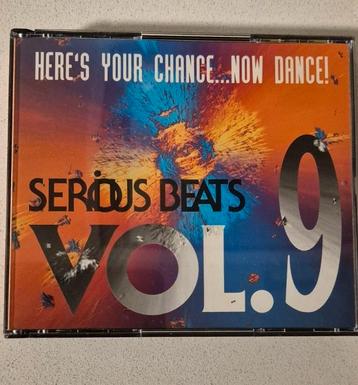 HERE'S YOUR CHANCE...NOW DANCE!
SERIOUS BEATS
VOL.9